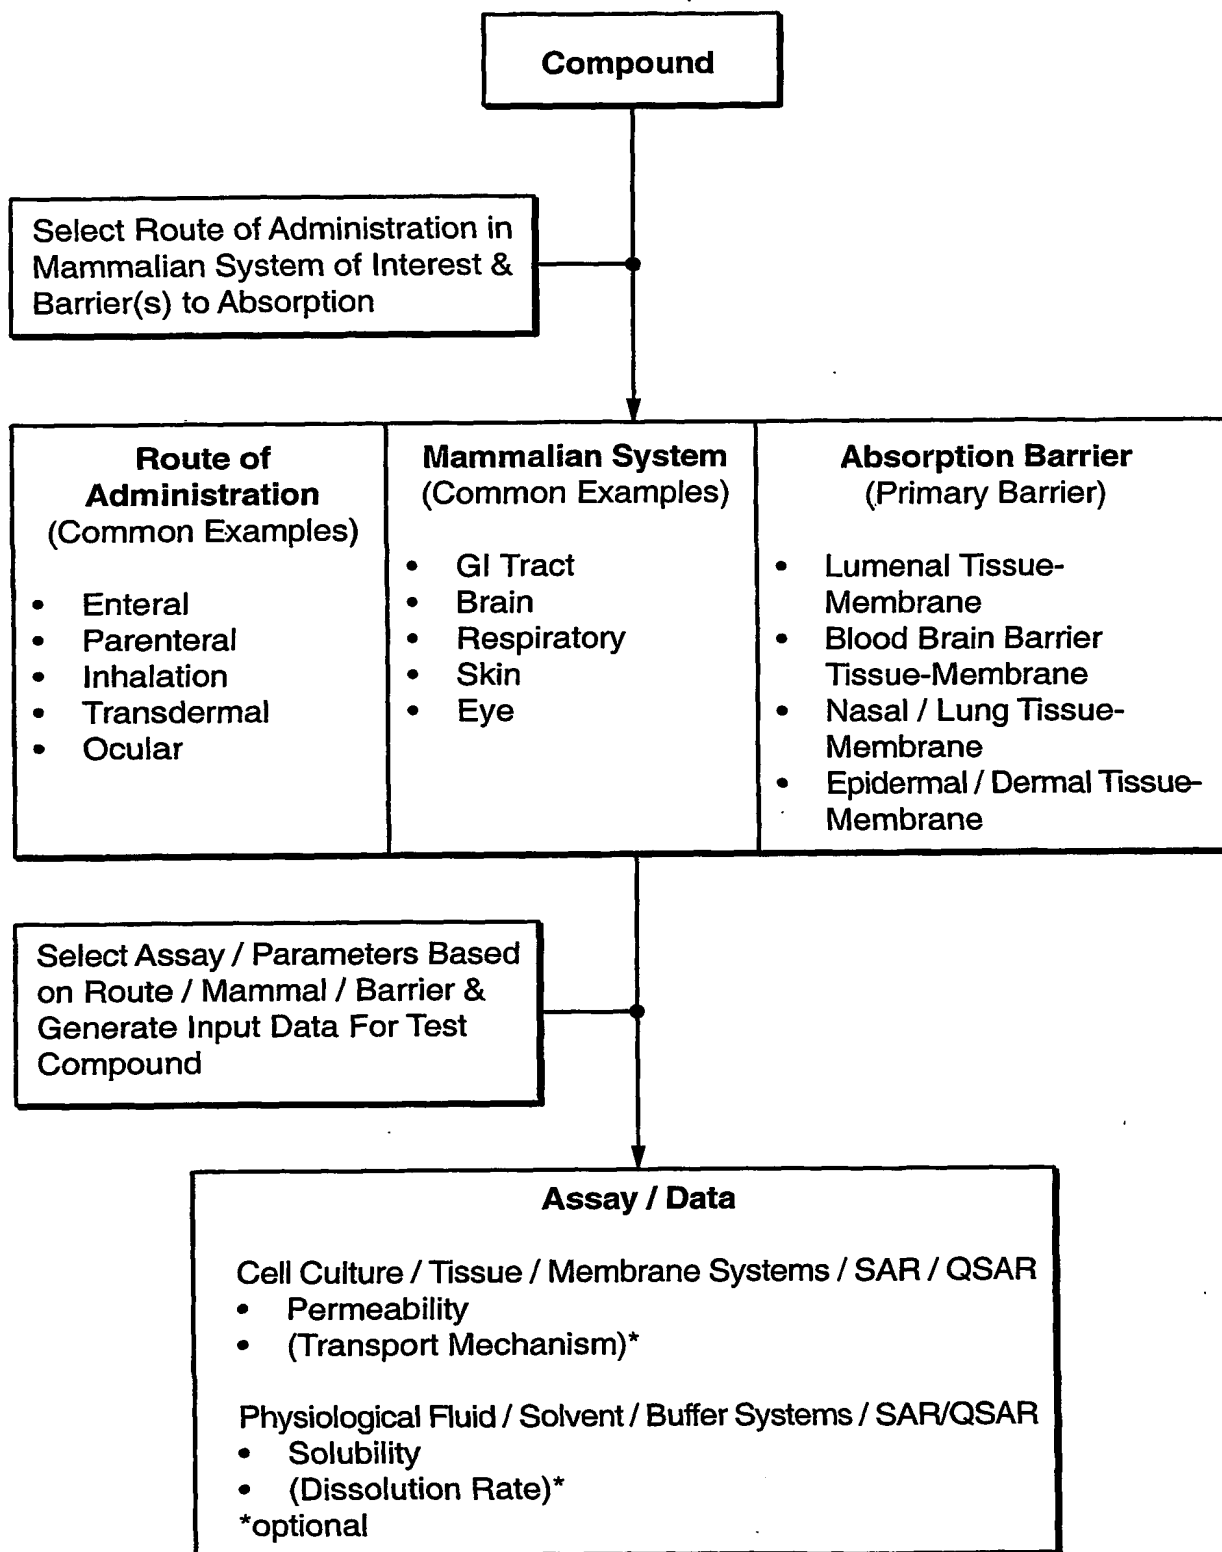 Compound
Select Route of Administration in
Mammalian System of Interest &
Barrier(s) to Absorption
Route of
Administration
(Common Examples)
• Enteral
• Parenteral
• Inhalation
• Transdermal
• Ocular
Mammalian System
(Common Examples)
• GI Tract
• Brain
• Respiratory
• Skin
• Eye
Absorption Barrier
(Primary Barrier)
• Lumenal Tissue-
Membrane
• Blood Brain Barrier
Tissue-Membrane
• Nasal / Lung Tissue-
Membrane
• Epidermal / Dermal Tissue-
Membrane
Select Assay / Parameters Based
on Route / Mammal / Barrier &
Generate Input Data For Test
Compound
Assay / Data
Cell Culture / Tissue / Membrane Systems / SAR / QSAR
• Permeability
• (Transport Mechanism)*
Physiological Fluid / Solvent / Buffer Systems / SAR/QSAR
• Solubility
• (Dissolution Rate)*
*optional